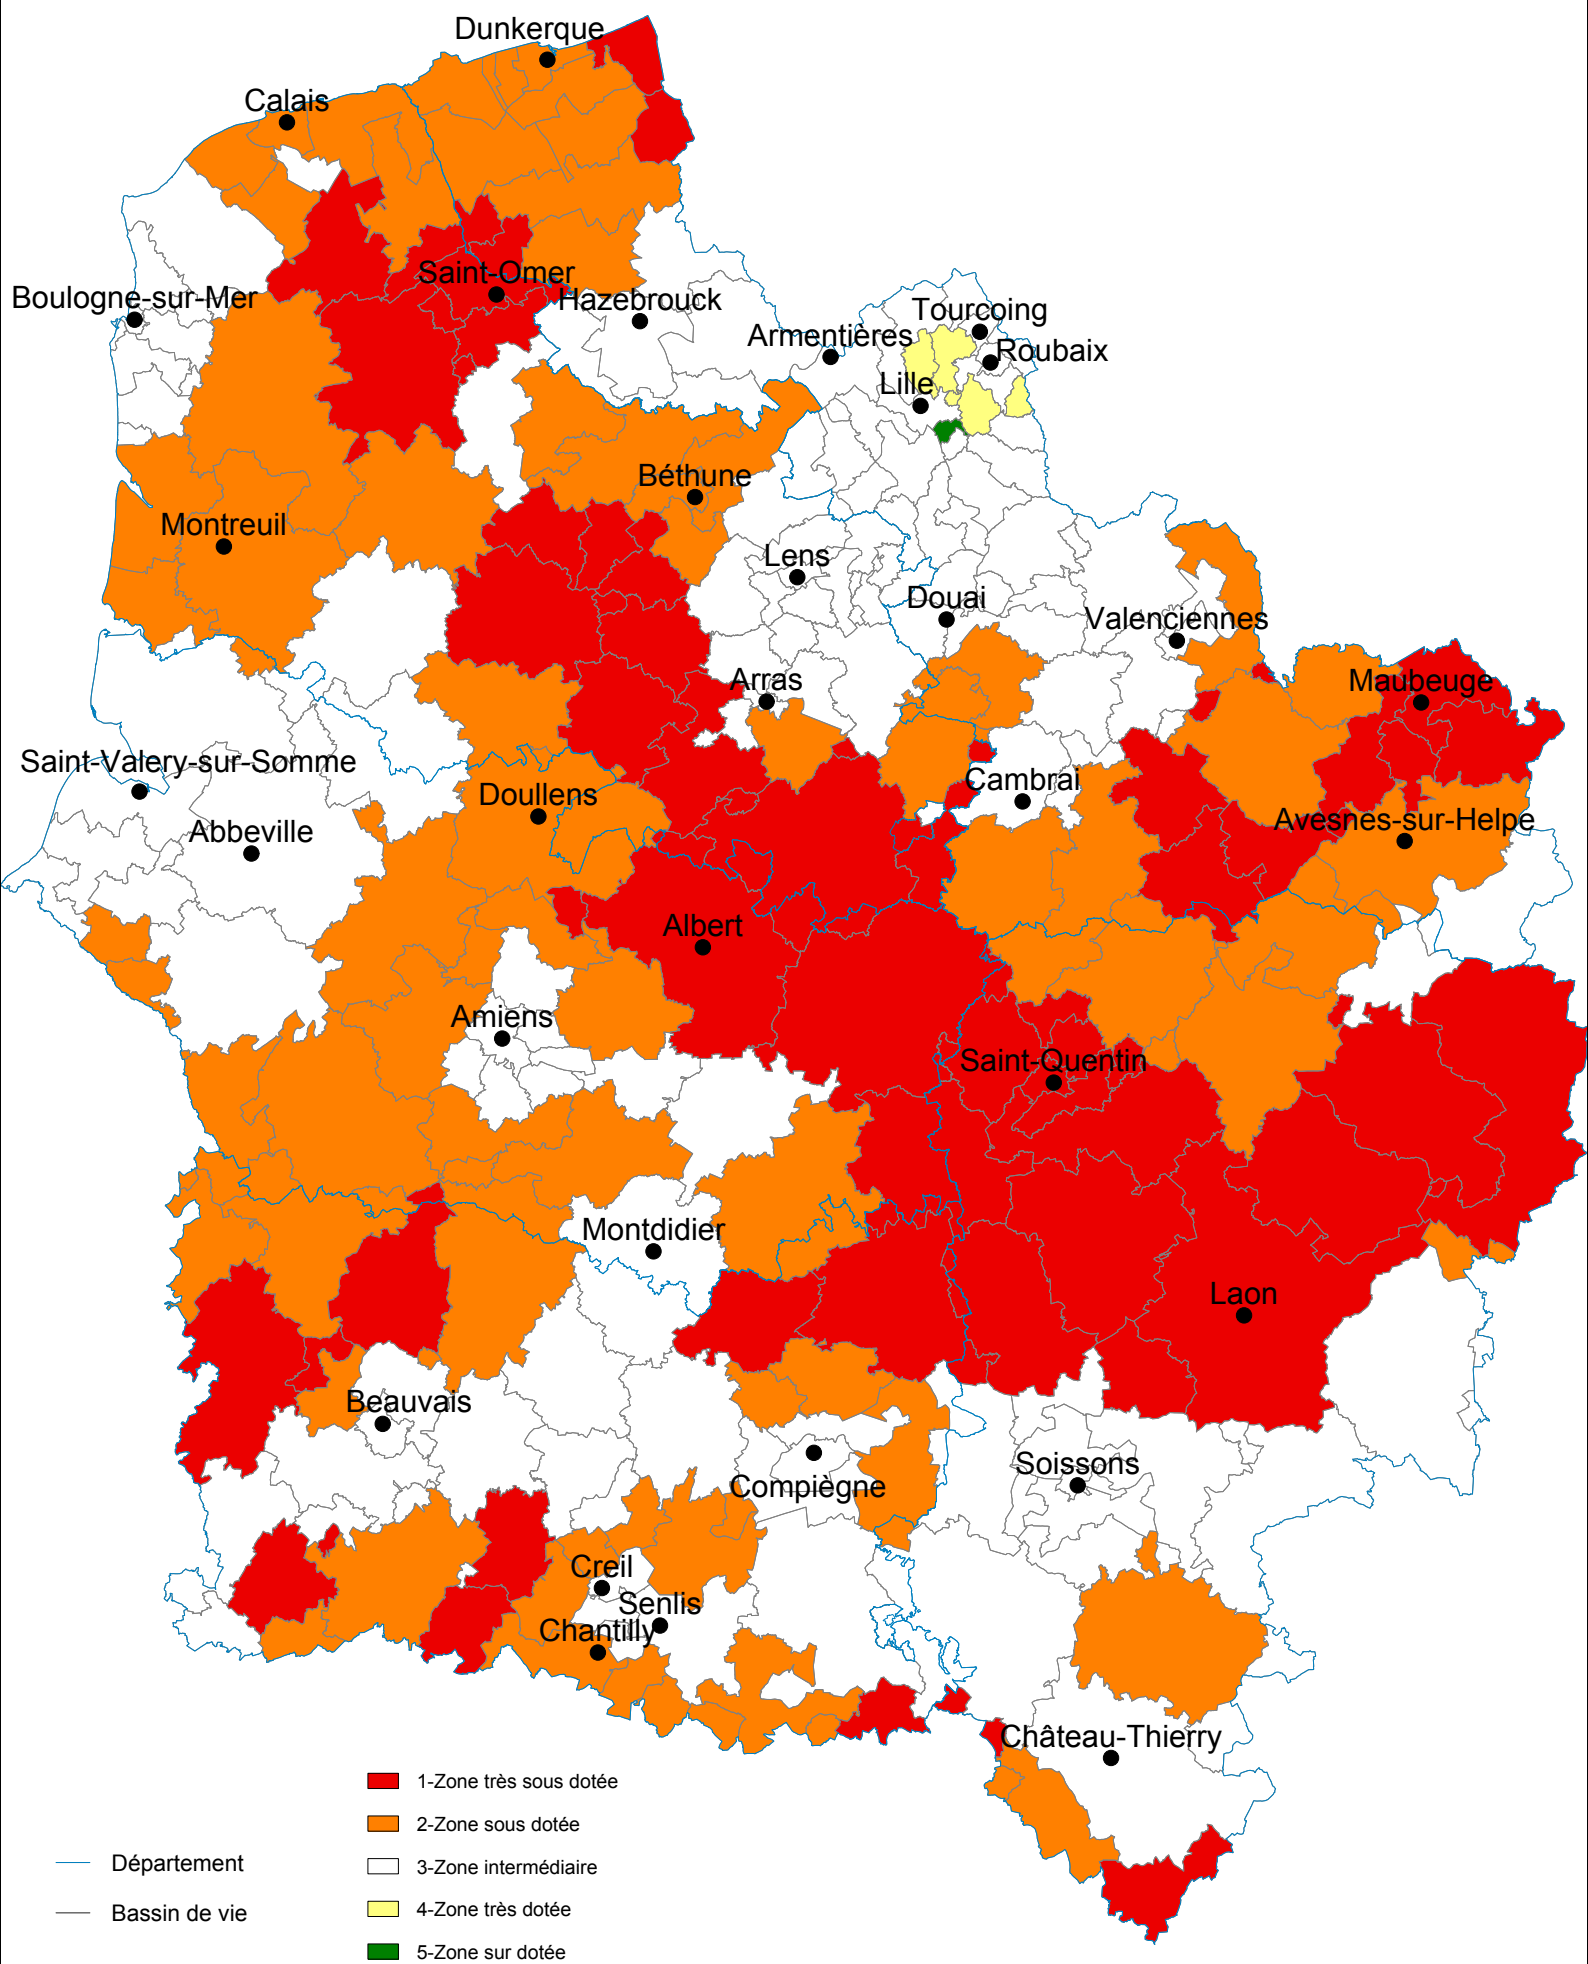 Dunkerque
Calais
Saint-Omer
Boulogne-sur-Mer
Hazebrouck
Tourcoing
Armentières
Roubaix
Lille
Béthune
Montreuil
Lens
Douai
Valenciennes
Arras
Maubeuge
Saint-Valery-sur-Somme
Cambrai
Doullens
Abbeville
Avesnes-sur-Helpe
Albert
Amiens
Saint-Quentin
Montdidier
Laon
Beauvais
Soissons
Compiègne
Creil
Senlis
Chantilly
Château-Thierry
1-Zone très sous dotée
2-Zone sous dotée
3-Zone intermédiaire
4-Zone très dotée
5-Zone sur dotée
Département
Bassin de vie